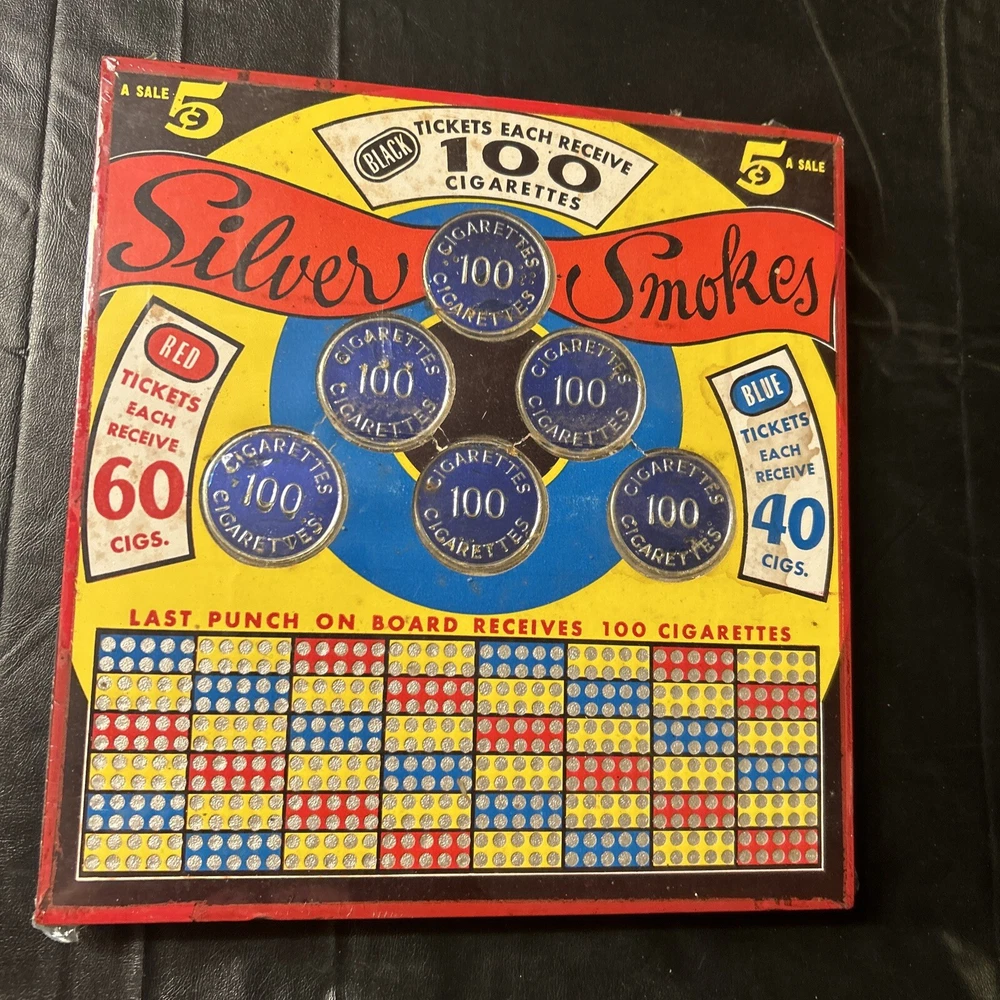 A SALE 5¢
BLACK
TICKETS EACH RECEIVE
100
CIGARETTES
5¢ A SALE
Silver Smokes
CIGARETTES
100
CIGARETTES
CIGARETTES
100
CIGARETTES
CIGARETTES
100
CIGARETTES
RED
TICKETS
EACH
RECEIVE
60
CIGS.
BLUE
TICKETS
EACH
RECEIVE
40
CIGS.
CIGARETTES
100
CIGARETTES
CIGARETTES
100
CIGARETTES
CIGARETTES
100
CIGARETTES
LAST PUNCH ON BOARD RECEIVES 100 CIGARETTES